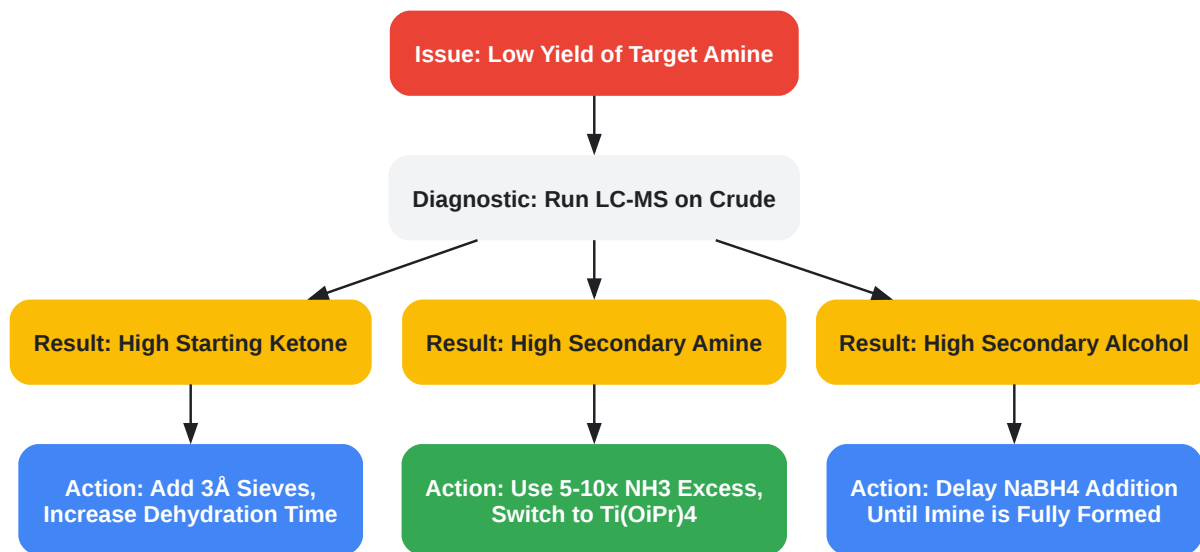 Issue: Low Yield of Target Amine
Diagnostic: Run LC-MS on Crude
Result: High Starting Ketone
Result: High Secondary Amine
Result: High Secondary Alcohol
Action: Add 3Å Sieves,
Increase Dehydration Time
Action: Use 5-10x NH3 Excess,
Switch to Ti(OiPr)4
Action: Delay NaBH4 Addition
Until Imine is Fully Formed